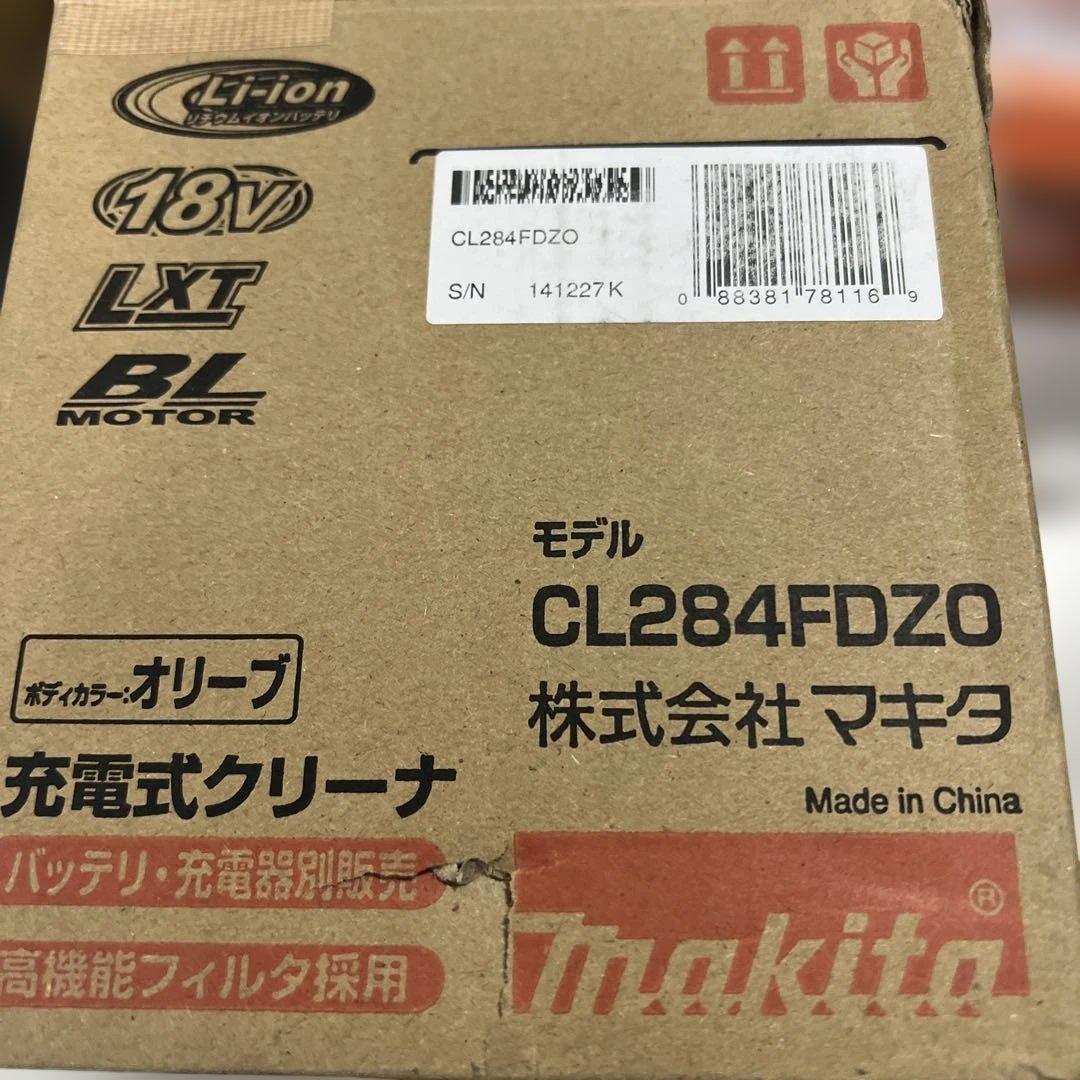 Li-ion
リチウムイオンバッテリ
18V
LXT
BL
MOTOR
CL284FDZO
S/N 141227K
0 88381 78116 9
モデル
CL284FDZO
株式会社マキタ
Made in China
ボディカラー:オリーブ
充電式クリーナ
バッテリ・充電器別販売
高機能フィルタ採用
makita®